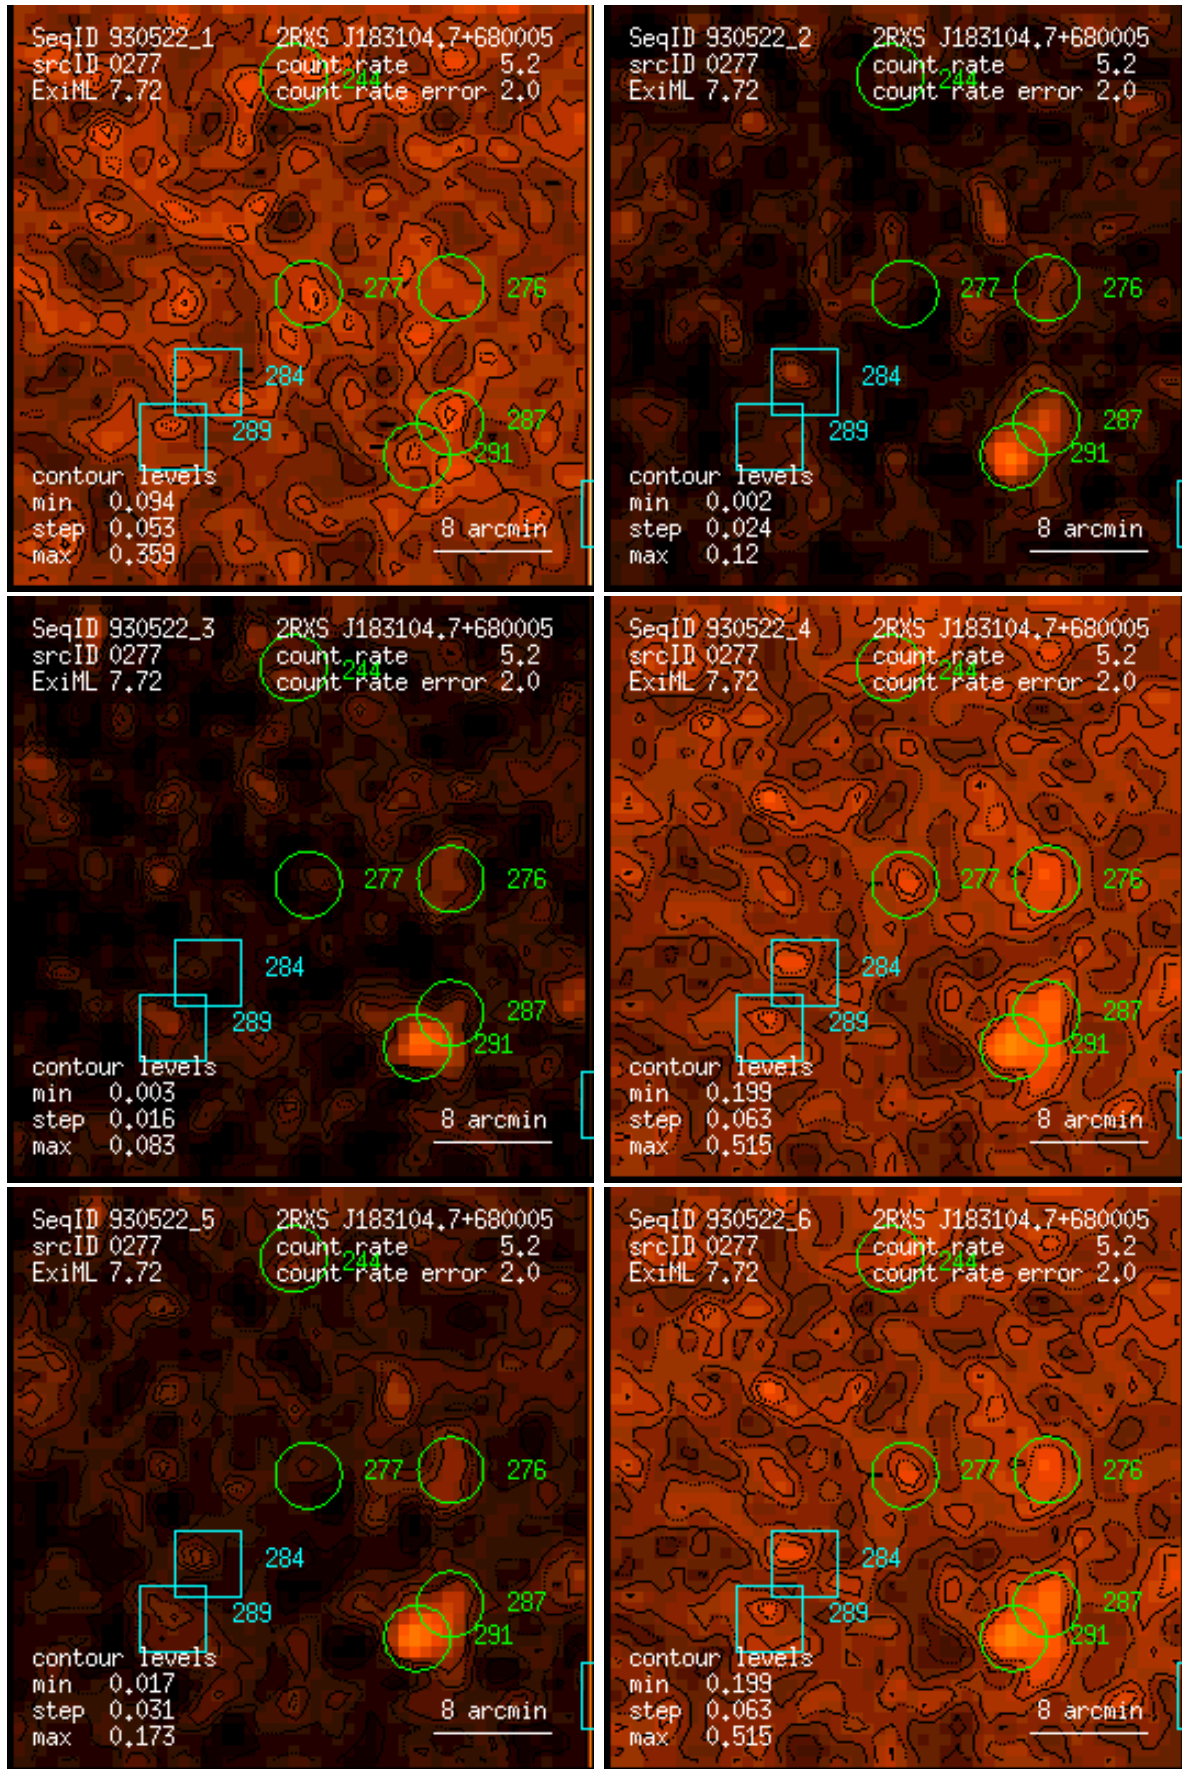 SeqID 930522_1 2RXS J183104.7+680005
srcID 0277 count rate 5.2
244
ExiML 7.72 count rate error 2.0
277 276
284
287
289
291
contour levels
min 0.094
step 0.053 8 arcmin
max 0.359
SeqID 930522_2 2RXS J183104.7+680005
srcID 0277 count rate 5.2
244
ExiML 7.72 count rate error 2.0
277 276
284
287
289
291
contour levels
min 0.002
step 0.024 8 arcmin
max 0.12
SeqID 930522_3 2RXS J183104.7+680005
srcID 0277 count rate 5.2
244
ExiML 7.72 count rate error 2.0
277 276
284
287
289
291
contour levels
min 0.003
step 0.016 8 arcmin
max 0.083
SeqID 930522_4 2RXS J183104.7+680005
srcID 0277 count rate 5.2
244
ExiML 7.72 count rate error 2.0
277 276
284
287
289
291
contour levels
min 0.199
step 0.063 8 arcmin
max 0.515
SeqID 930522_5 2RXS J183104.7+680005
srcID 0277 count rate 5.2
244
ExiML 7.72 count rate error 2.0
277 276
284
287
289
291
contour levels
min 0.017
step 0.031 8 arcmin
max 0.173
SeqID 930522_6 2RXS J183104.7+680005
srcID 0277 count rate 5.2
244
ExiML 7.72 count rate error 2.0
277 276
284
287
289
291
contour levels
min 0.199
step 0.063 8 arcmin
max 0.515